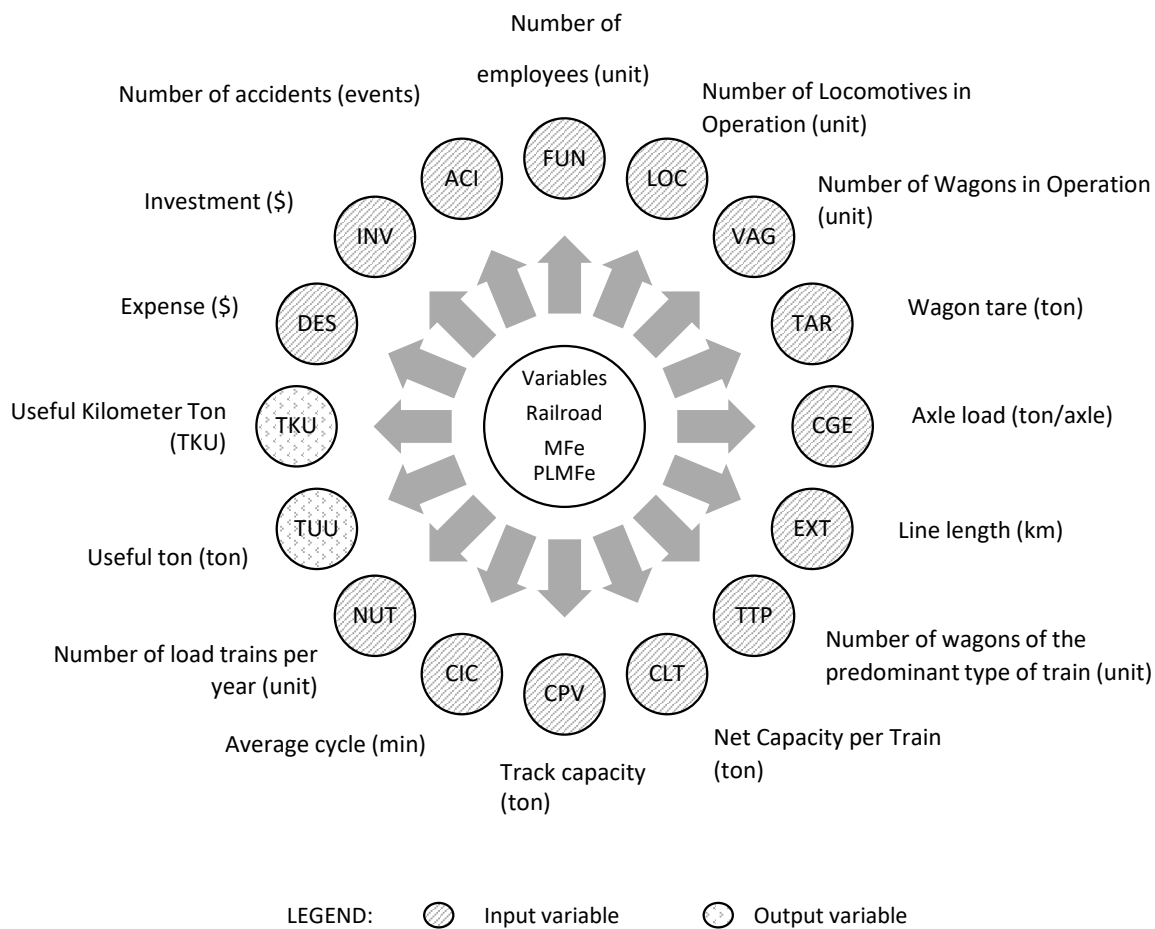 Number of
employees (unit)
Number of accidents (events)
Number of Locomotives in
Operation (unit)
FUN
ACI
LOC
Investment ($)
Number of Wagons in Operation
(unit)
INV
VAG
Expense ($)
DES
TAR
Wagon tare (ton)
Useful Kilometer Ton
(TKU)
TKU
Variables
Railroad
MFe
PLMFe
CGE
Axle load (ton/axle)
TUU
EXT
Line length (km)
Useful ton (ton)
NUT
TTP
Number of wagons of the
predominant type of train (unit)
Number of load trains per
year (unit)
CIC
CPV
CLT
Average cycle (min)
Track capacity
(ton)
Net Capacity per Train
(ton)
LEGEND:
Input variable
Output variable